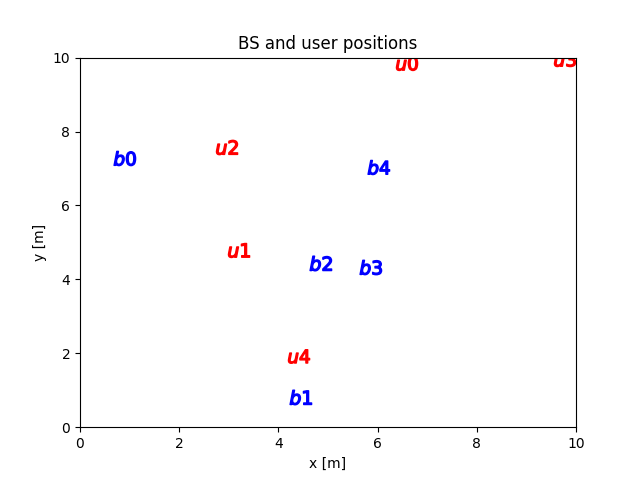 BS and user positions
10
u0
u3
8
b0
u2
b4
6
y [m]
u1
b2
b3
4
2
u4
b1
0
0 2 4 6 8 10
x [m]